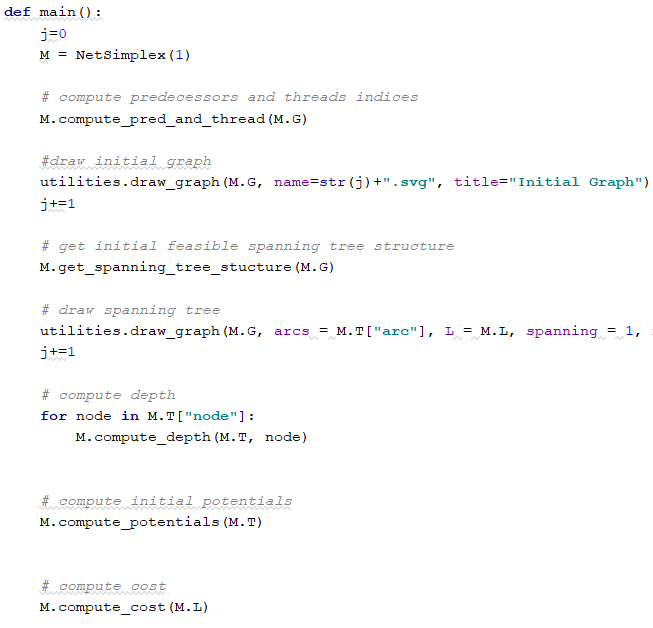 def main():
    j=0
    M = NetSimplex(1)
    # compute predecessors and threads indices
    M.compute_pred_and_thread(M.G)
    #draw initial graph
    utilities.draw_graph(M.G, name=str(j)+".svg", title="Initial Graph")
    j+=1
    # get initial feasible spanning tree structure
    M.get_spanning_tree_stucture(M.G)
    # draw spanning tree
    utilities.draw_graph(M.G, arcs = M.T["arc"], L = M.L, spanning = 1,
    j+=1
    # compute depth
    for node in M.T["node"]:
        M.compute_depth(M.T, node)
    # compute initial potentials
    M.compute_potentials(M.T)
    # compute cost
    M.compute_cost(M.L)